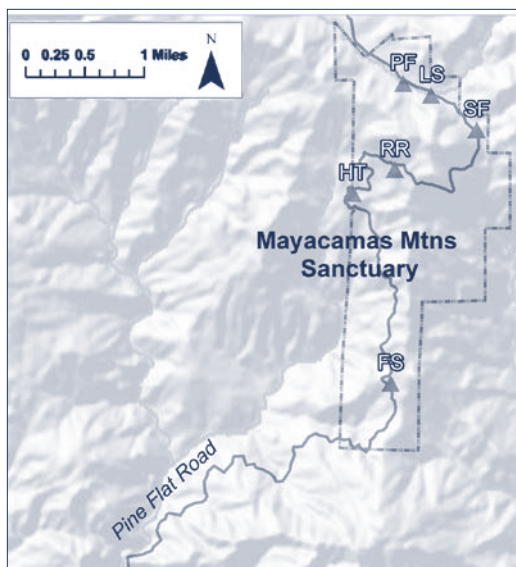 N
0 0.25 0.5 1 Miles
PF
LS
SF
RR
HT
Mayacamas Mtns
Sanctuary
FS
Pine Flat Road